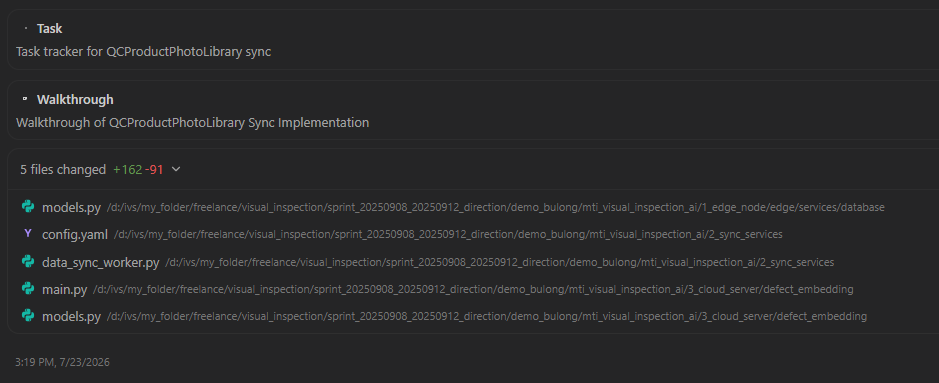 Task
Task tracker for QCProductPhotoLibrary sync
Walkthrough
Walkthrough of QCProductPhotoLibrary Sync Implementation
5 files changed +162 -91
models.py /d:/ivs/my_folder/freelance/visual_inspection/sprint_20250908_20250912_direction/demo_bulong/mti_visual_inspection_ai/1_edge_node/edge/services/database
Y config.yaml /d:/ivs/my_folder/freelance/visual_inspection/sprint_20250908_20250912_direction/demo_bulong/mti_visual_inspection_ai/2_sync_services
data_sync_worker.py /d:/ivs/my_folder/freelance/visual_inspection/sprint_20250908_20250912_direction/demo_bulong/mti_visual_inspection_ai/2_sync_services
main.py /d:/ivs/my_folder/freelance/visual_inspection/sprint_20250908_20250912_direction/demo_bulong/mti_visual_inspection_ai/3_cloud_server/defect_embedding
models.py /d:/ivs/my_folder/freelance/visual_inspection/sprint_20250908_20250912_direction/demo_bulong/mti_visual_inspection_ai/3_cloud_server/defect_embedding
3:19 PM, 7/23/2026